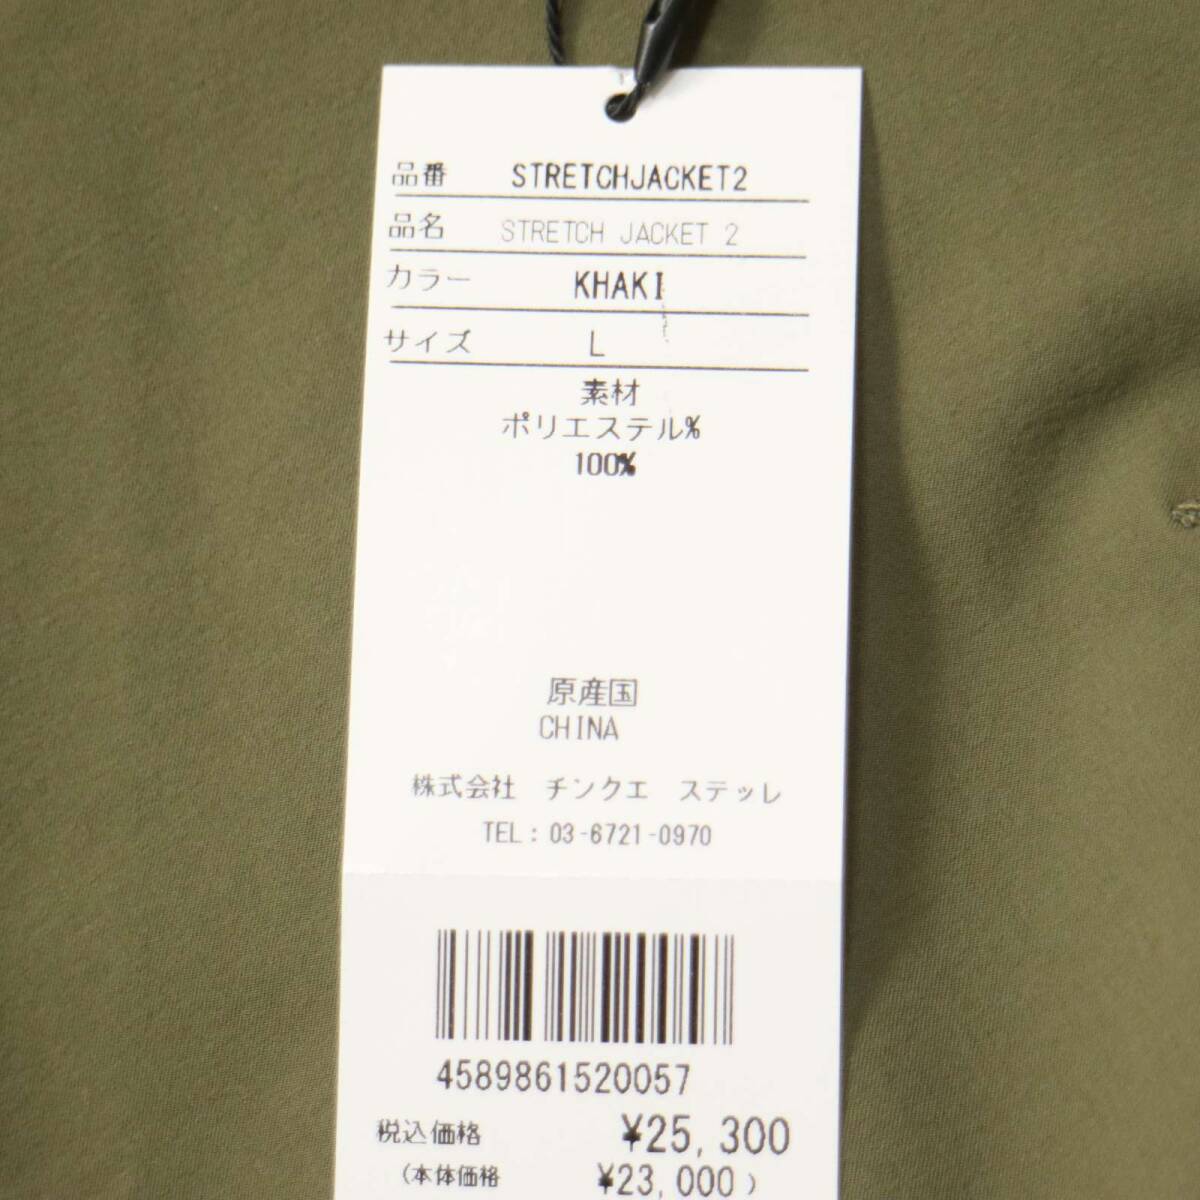 品番 STRETCHJACKET2
品名 STRETCH JACKET 2
カラー KHAKI
サイズ L
素材
ポリエステル%
100%
原産国
CHINA
株式会社 チンクエ ステッレ
TEL：03-6721-0970
4589861520057
税込価格 ¥25,300
(本体価格 ¥23,000)